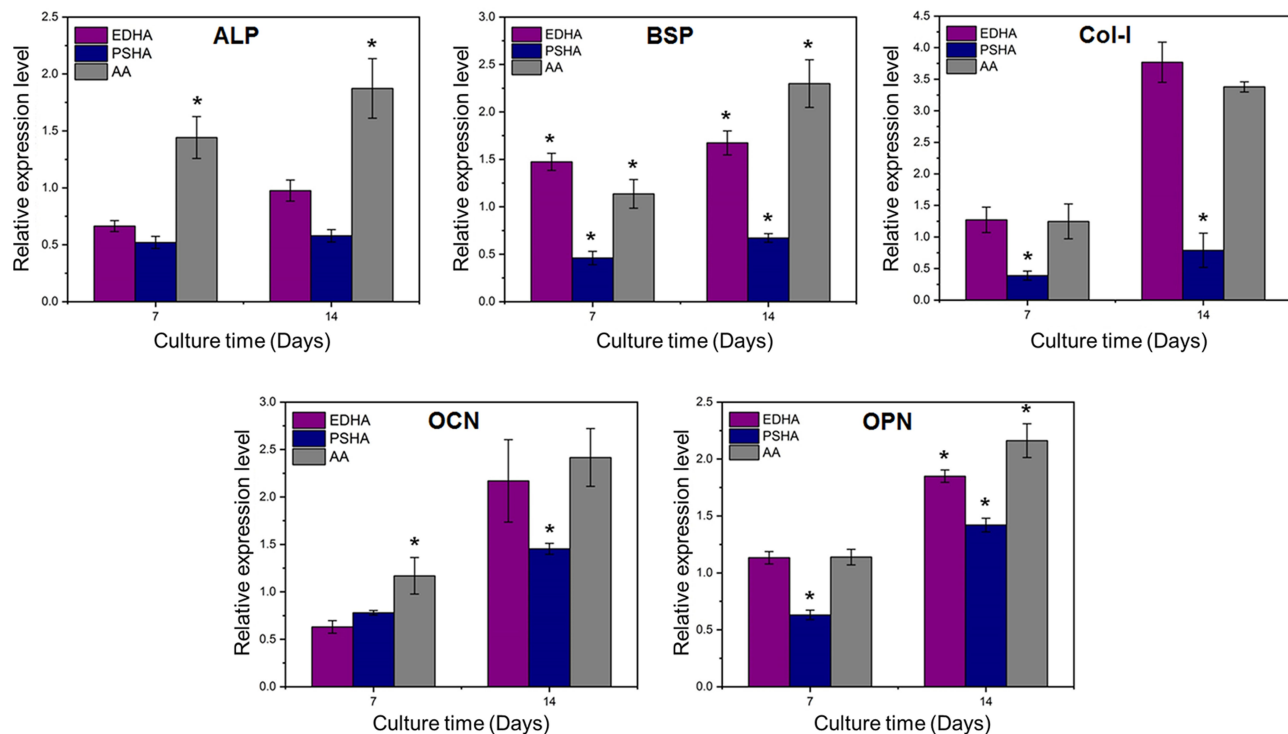 ALP
EDHA
PSHA
AA
Relative expression level
2.5
2.0
1.5
1.0
0.5
0.0
*
*
7
14
Culture time (Days)
BSP
EDHA
PSHA
AA
Relative expression level
3.0
2.5
2.0
1.5
1.0
0.5
0.0
*
*
*
*
*
*
7
14
Culture time (Days)
Col-I
EDHA
PSHA
AA
Relative expression level
4.5
4.0
3.5
3.0
2.5
2.0
1.5
1.0
0.5
0.0
*
*
7
14
Culture time (Days)
OCN
EDHA
PSHA
AA
Relative expression level
3.0
2.5
2.0
1.5
1.0
0.5
0.0
*
*
7
14
Culture time (Days)
OPN
EDHA
PSHA
AA
Relative expression level
2.5
2.0
1.5
1.0
0.5
0.0
*
*
*
*
7
14
Culture time (Days)